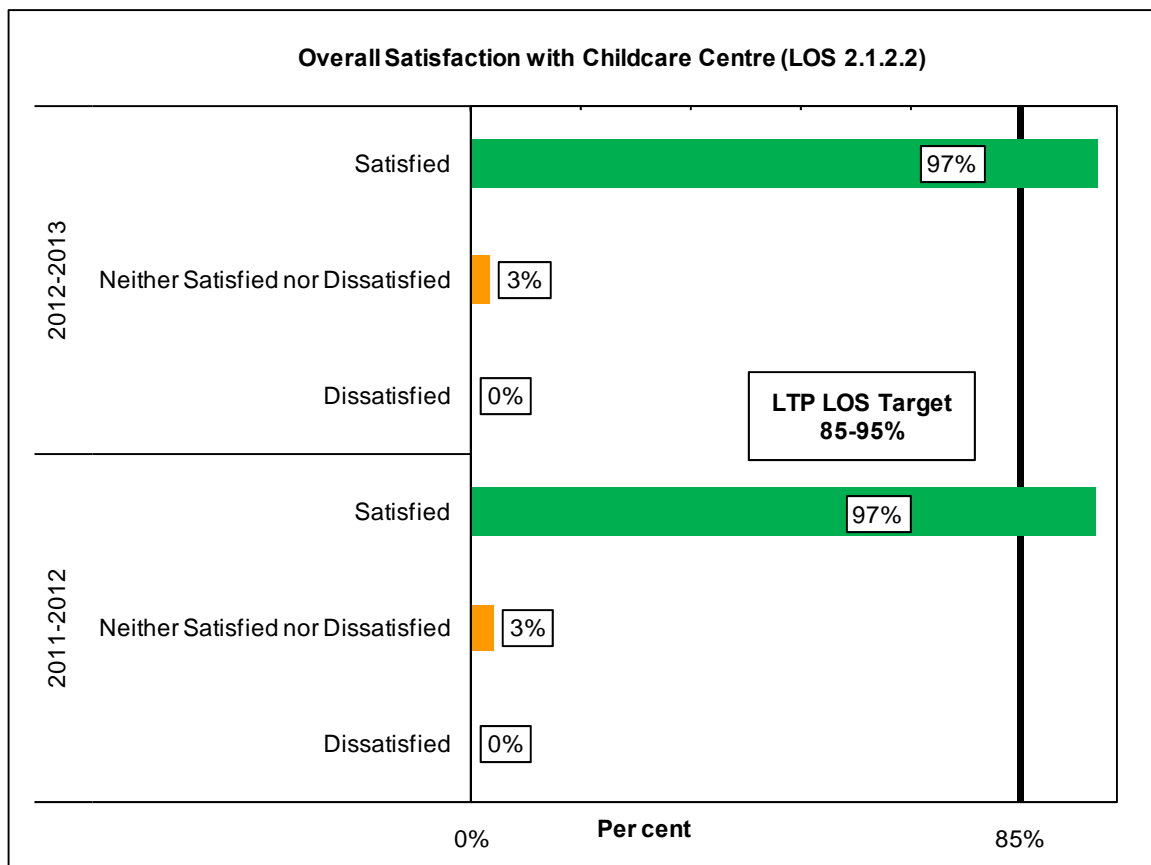 Overall Satisfaction with Childcare Centre (LOS 2.1.2.2)
2012-2013
Satisfied
97%
Neither Satisfied nor Dissatisfied
3%
Dissatisfied
0%
LTP LOS Target
85-95%
2011-2012
Satisfied
97%
Neither Satisfied nor Dissatisfied
3%
Dissatisfied
0%
0%
Per cent
85%